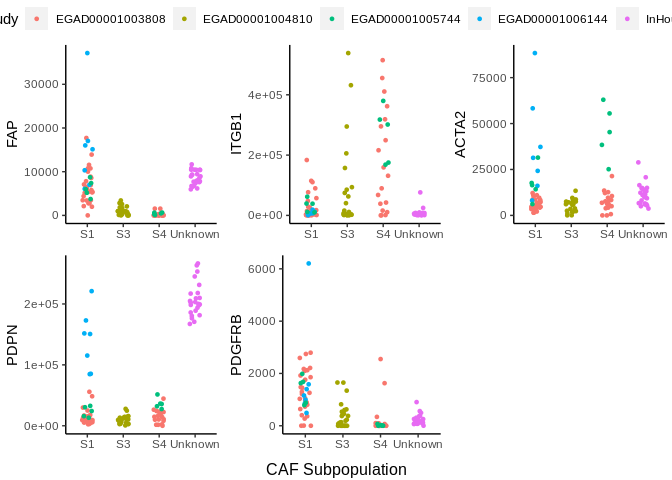 udy EGAD00001003808 EGAD00001004810 EGAD00001005744 EGAD00001006144 InHo
FAP
30000
20000
10000
0
S1 S3 S4 Unknown
ITGB1
4e+05
2e+05
0e+00
S1 S3 S4 Unknown
ACTA2
75000
50000
25000
0
S1 S3 S4 Unknown
PDPN
2e+05
1e+05
0e+00
S1 S3 S4 Unknown
PDGFRB
6000
4000
2000
0
S1 S3 S4 Unknown
CAF Subpopulation